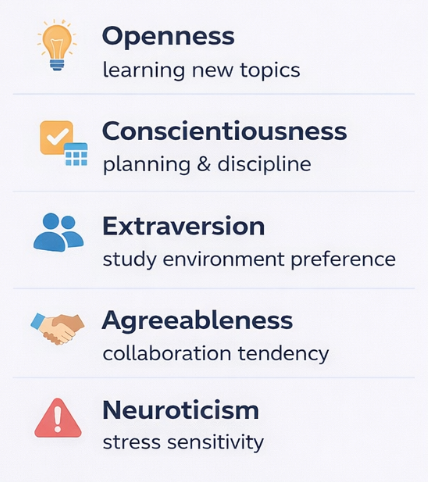 Openness
learning new topics
Conscientiousness
planning & discipline
Extraversion
study environment preference
Agreeableness
collaboration tendency
Neuroticism
stress sensitivity